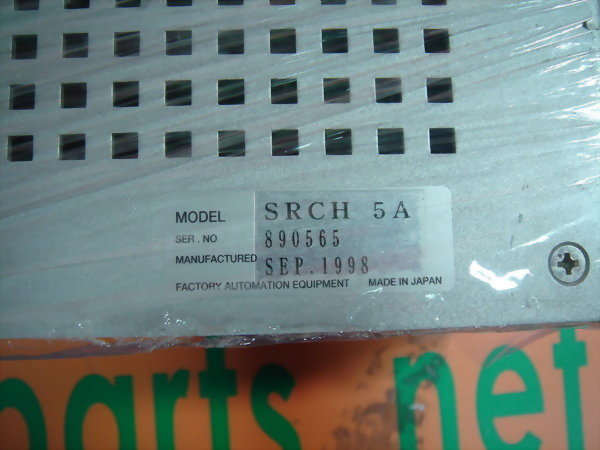 MODEL SRCH 5A
SER. NO 890565
MANUFACTURED SEP. 1998
FACTORY AUTOMATION EQUIPMENT MADE IN JAPAN
parts net